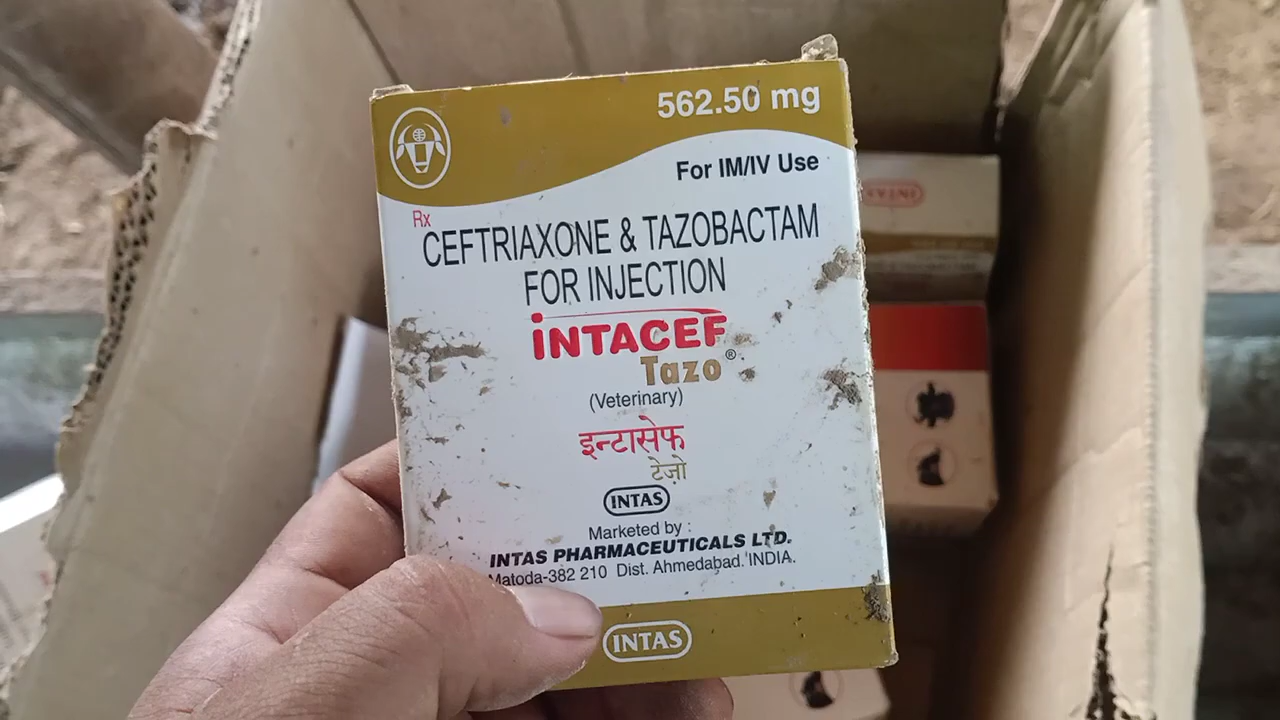 562.50 mg
For IM/IV Use
Rx
CEFTRIAXONE & TAZOBACTAM
FOR INJECTION
INTACEF
Tazo®
(Veterinary)
इन्टासेफ
टेज़ो
INTAS
Marketed by :
INTAS PHARMACEUTICALS LTD.
Matoda-382 210 Dist. Ahmedabad. INDIA.
INTAS
INTAS